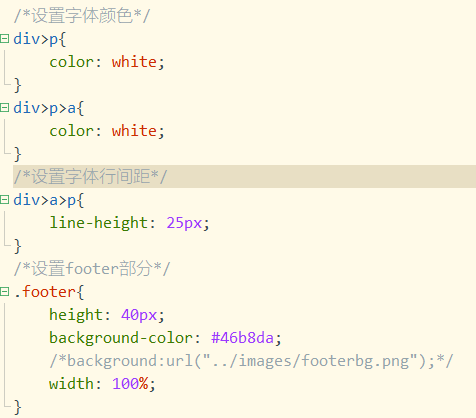 /*设置字体颜色*/
div>p{
color: white;
}
div>p>a{
color: white;
}
/*设置字体行间距*/
div>a>p{
line-height: 25px;
}
/*设置footer部分*/
.footer{
height: 40px;
background-color: #46b8da;
/*background:url("../images/footerbg.png");*/
width: 100%;
}